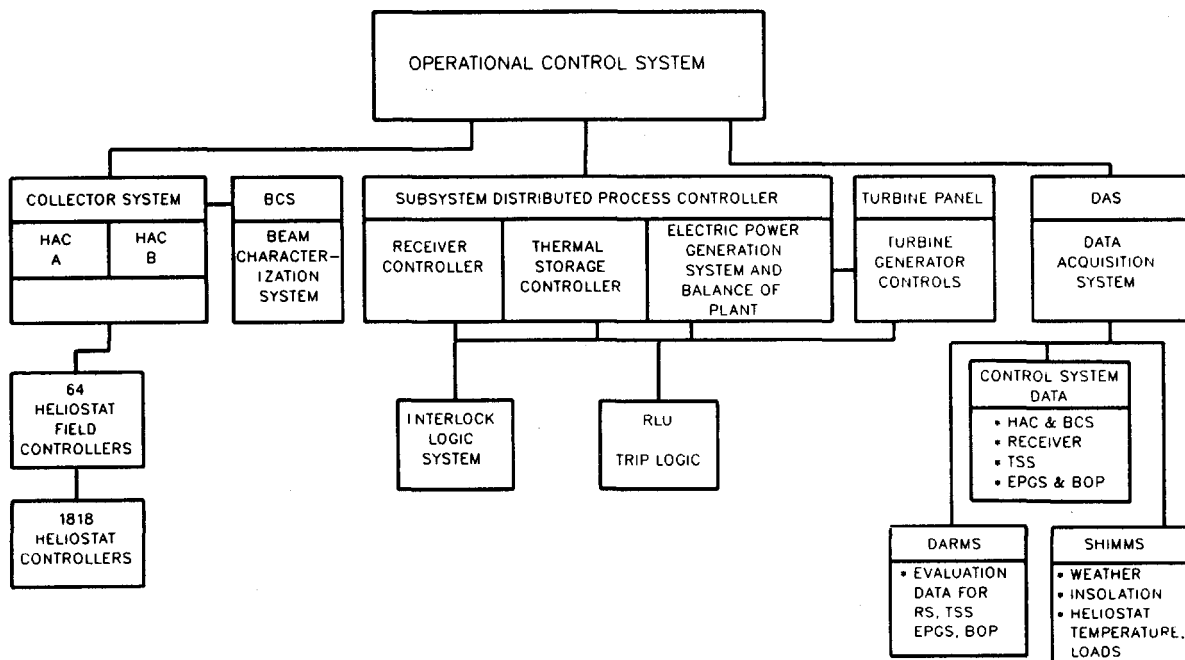 OPERATIONAL CONTROL SYSTEM
COLLECTOR SYSTEM
HAC
A
HAC
B
BCS
BEAM
CHARACTER-
IZATION
SYSTEM
SUBSYSTEM DISTRIBUTED PROCESS CONTROLLER
RECEIVER
CONTROLLER
THERMAL
STORAGE
CONTROLLER
ELECTRIC POWER
GENERATION
SYSTEM AND
BALANCE OF
PLANT
TURBINE PANEL
TURBINE
GENERATOR
CONTROLS
DAS
DATA
ACQUISITION
SYSTEM
64
HELIOSTAT
FIELD
CONTROLLERS
1818
HELIOSTAT
CONTROLLERS
INTERLOCK
LOGIC
SYSTEM
RLU
TRIP LOGIC
CONTROL SYSTEM
DATA
* HAC & BCS
* RECEIVER
* TSS
* EPGS & BOP
DARMS
* EVALUATION
DATA FOR
RS, TSS
EPGS, BOP
SHIMMS
* WEATHER
* INSOLATION
* HELIOSTAT
TEMPERATURE,
LOADS